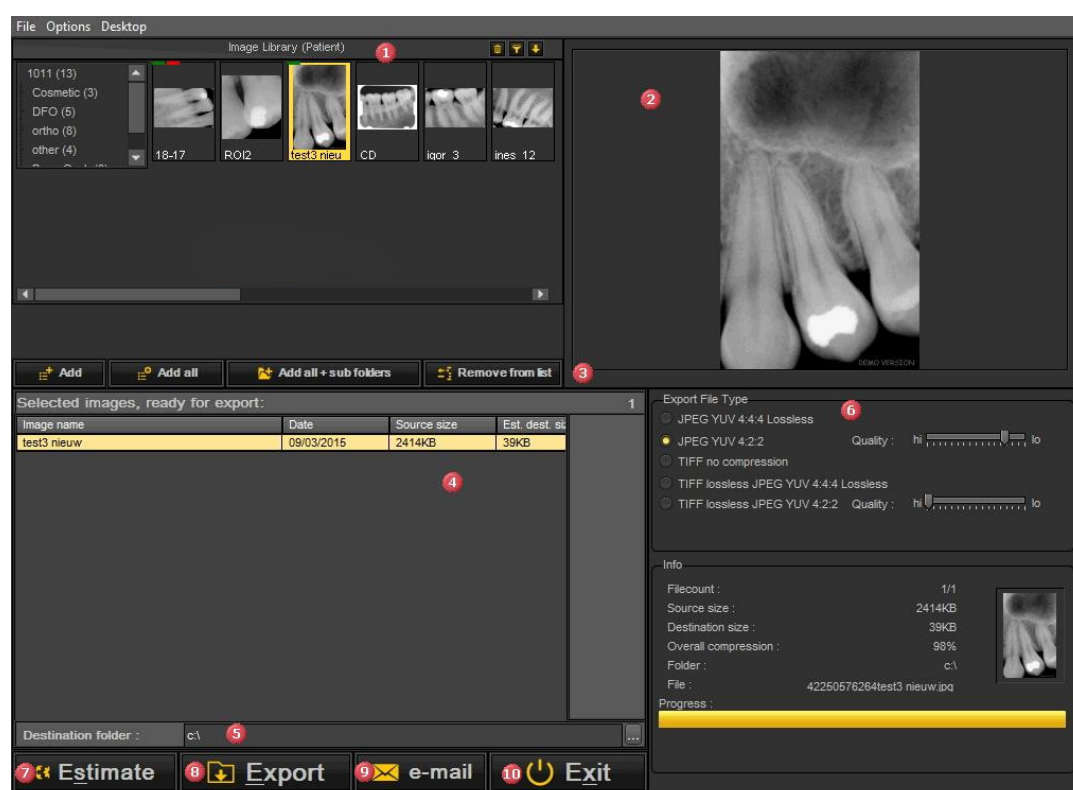 File Options Desktop
Image Library (Patient) 1
1011 (13)
Cosmetic (3)
DFO (5)
ortho (8)
other (4)
18-17 ROI2 test3 nieu CD igor_3 ines_12
2
DEMO VERSION
Add Add all Add all + sub folders Remove from list 3
Selected images, ready for export: 1
Image name Date Source size Est. dest. si
test3 nieuw 09/03/2015 2414KB 39KB
4
Destination folder : c:\ 5 ...
7 Estimate 8 Export 9 e-mail 10 Exit
Export File Type
6
JPEG YUV 4:4:4 Lossless
JPEG YUV 4:2:2 Quality : hi lo
TIFF no compression
TIFF lossless JPEG YUV 4:4:4 Lossless
TIFF lossless JPEG YUV 4:2:2 Quality : hi lo
Info
Filecount : 1/1
Source size : 2414KB
Destination size : 39KB
Overall compression : 98%
Folder : c:\
File : 42250576264test3 nieuw.jpg
Progress :